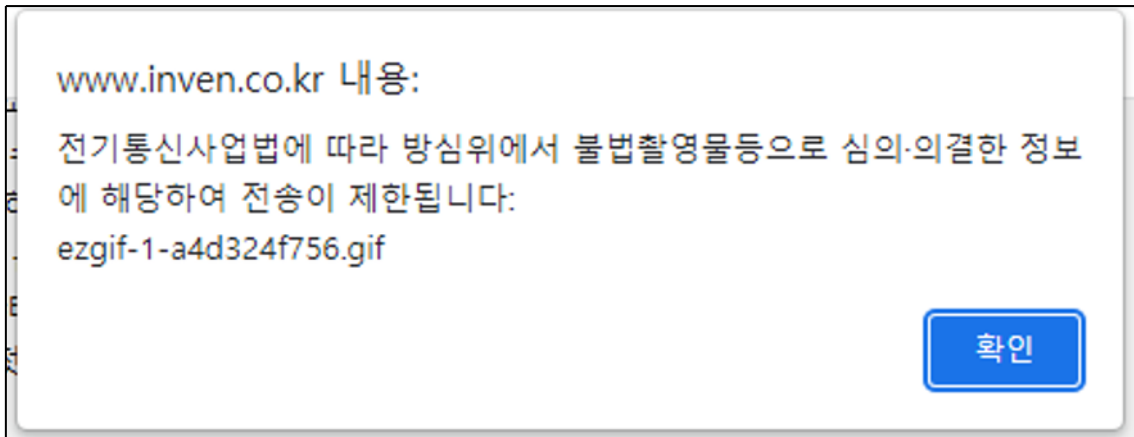 www.inven.co.kr 내용:
전기통신사업법에 따라 방심위에서 불법촬영물등으로 심의·의결한 정보
에 해당하여 전송이 제한됩니다:
ezgif-1-a4d324f756.gif
확인